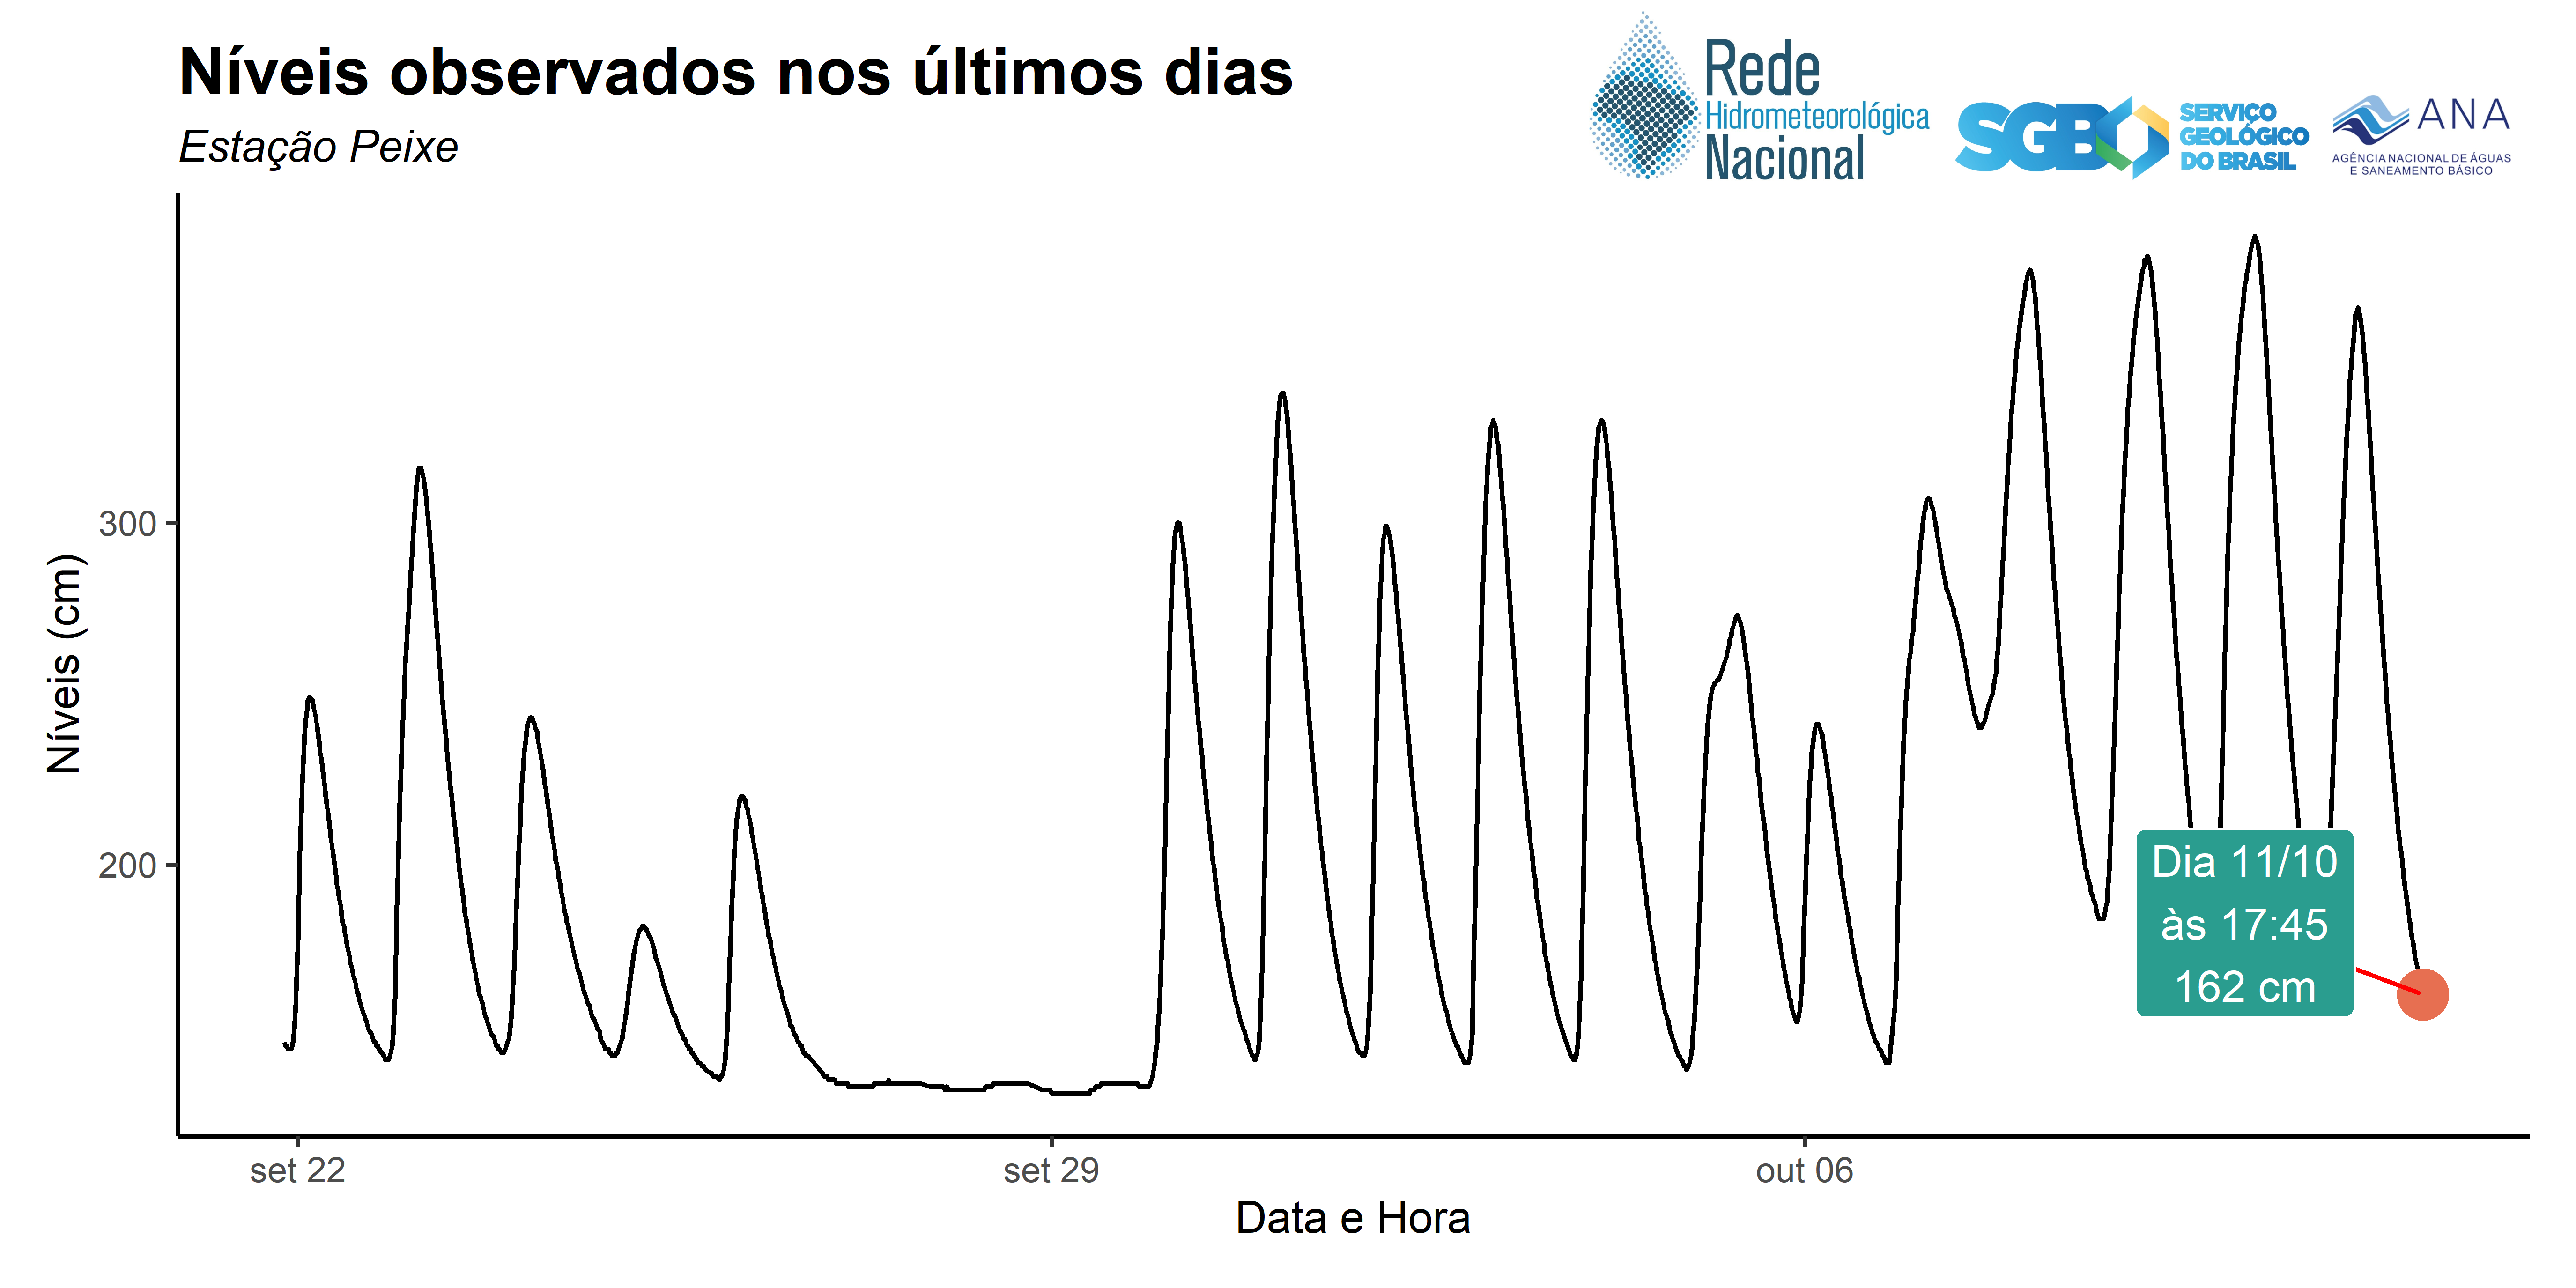 Níveis observados nos últimos dias
Estação Peixe
Rede
Hidrometeorológica
Nacional
SGB
SERVIÇO
GEOLÓGICO
DO BRASIL
ANA
AGÊNCIA NACIONAL DE ÁGUAS
E SANEAMENTO BÁSICO
Níveis (cm)
300
200
Dia 11/10
às 17:45
162 cm
set 22
set 29
out 06
Data e Hora